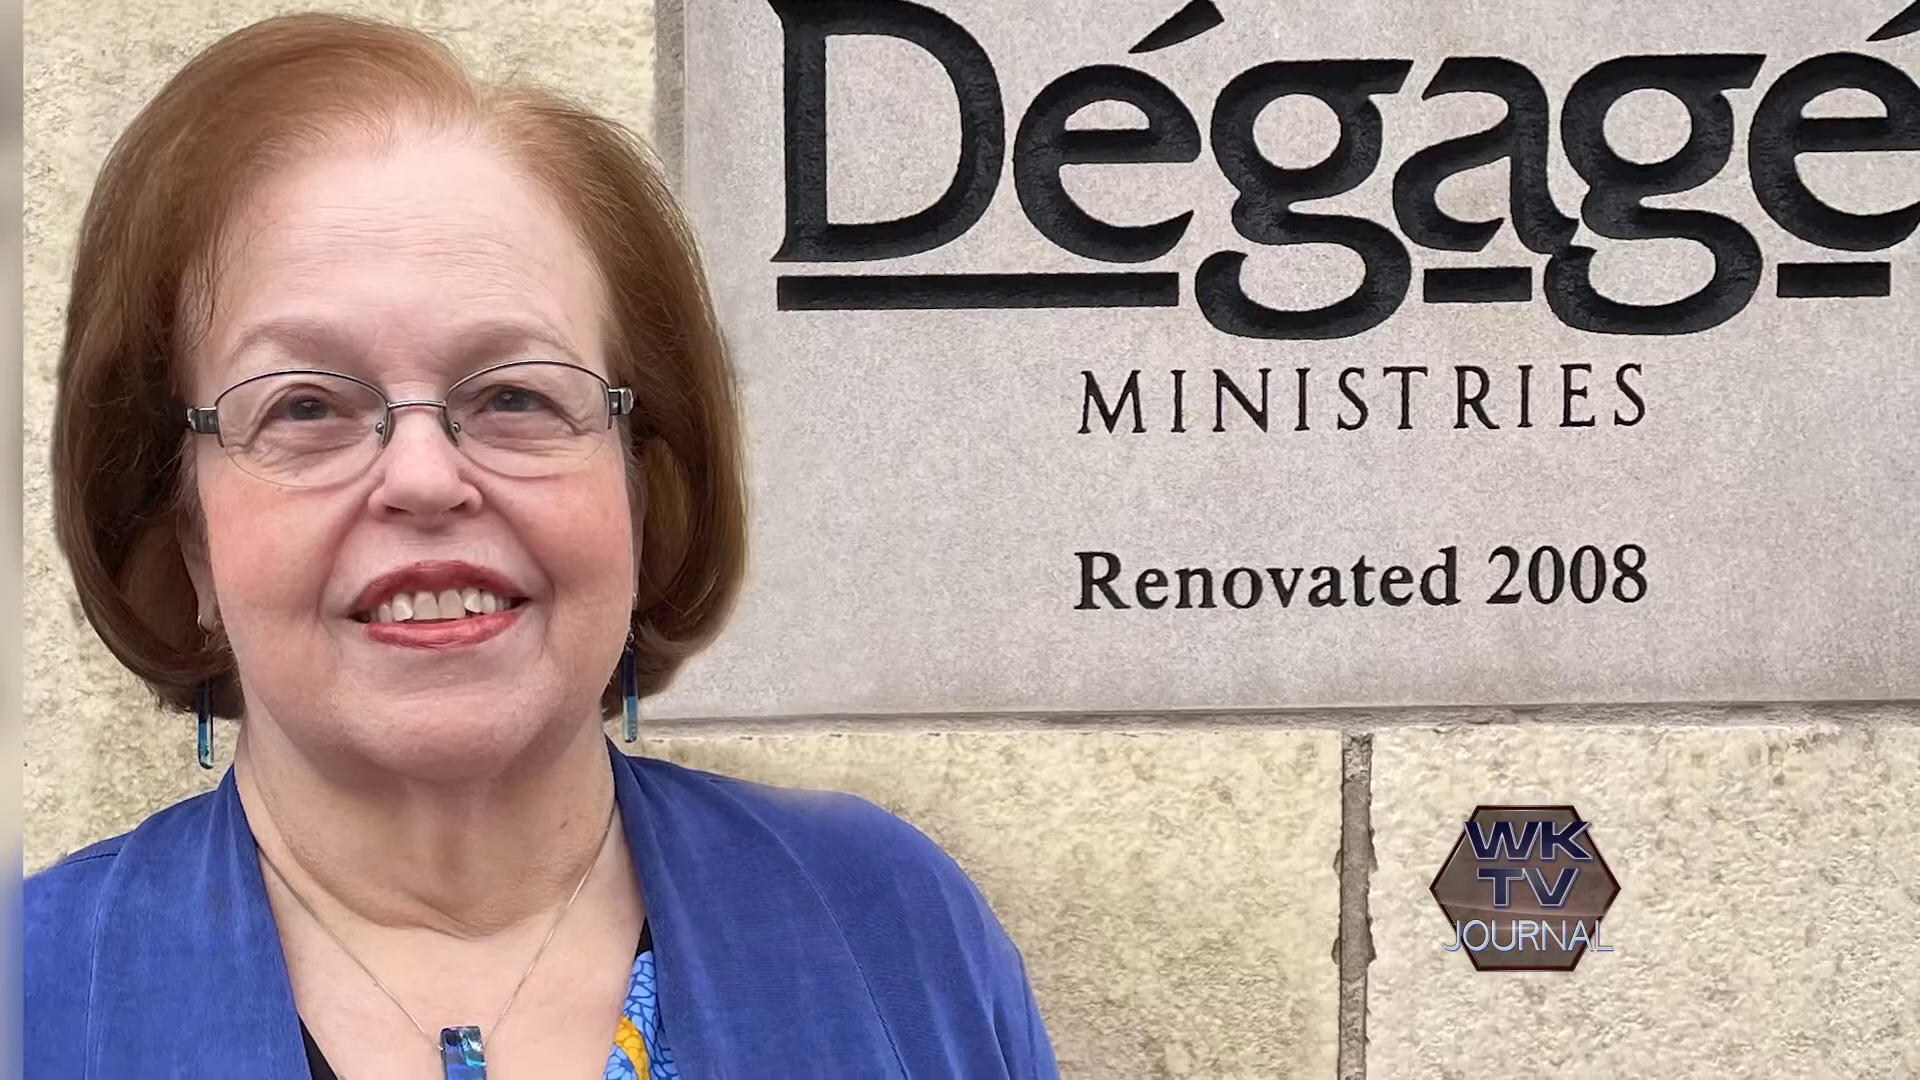 Dégagé
MINISTRIES
Renovated 2008
WK
TV
JOURNAL